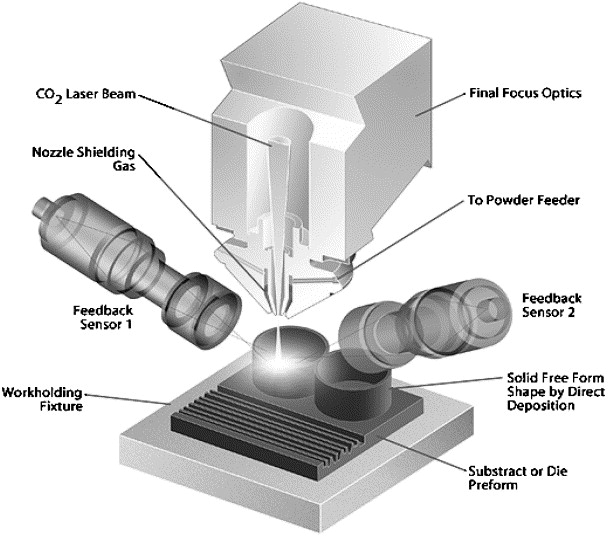 CO2 Laser Beam
Final Focus Optics
Nozzle Shielding
Gas
To Powder Feeder
Feedback
Sensor 1
Feedback
Sensor 2
Workholding
Fixture
Solid Free Form
Shape by Direct
Deposition
Substract or Die
Preform